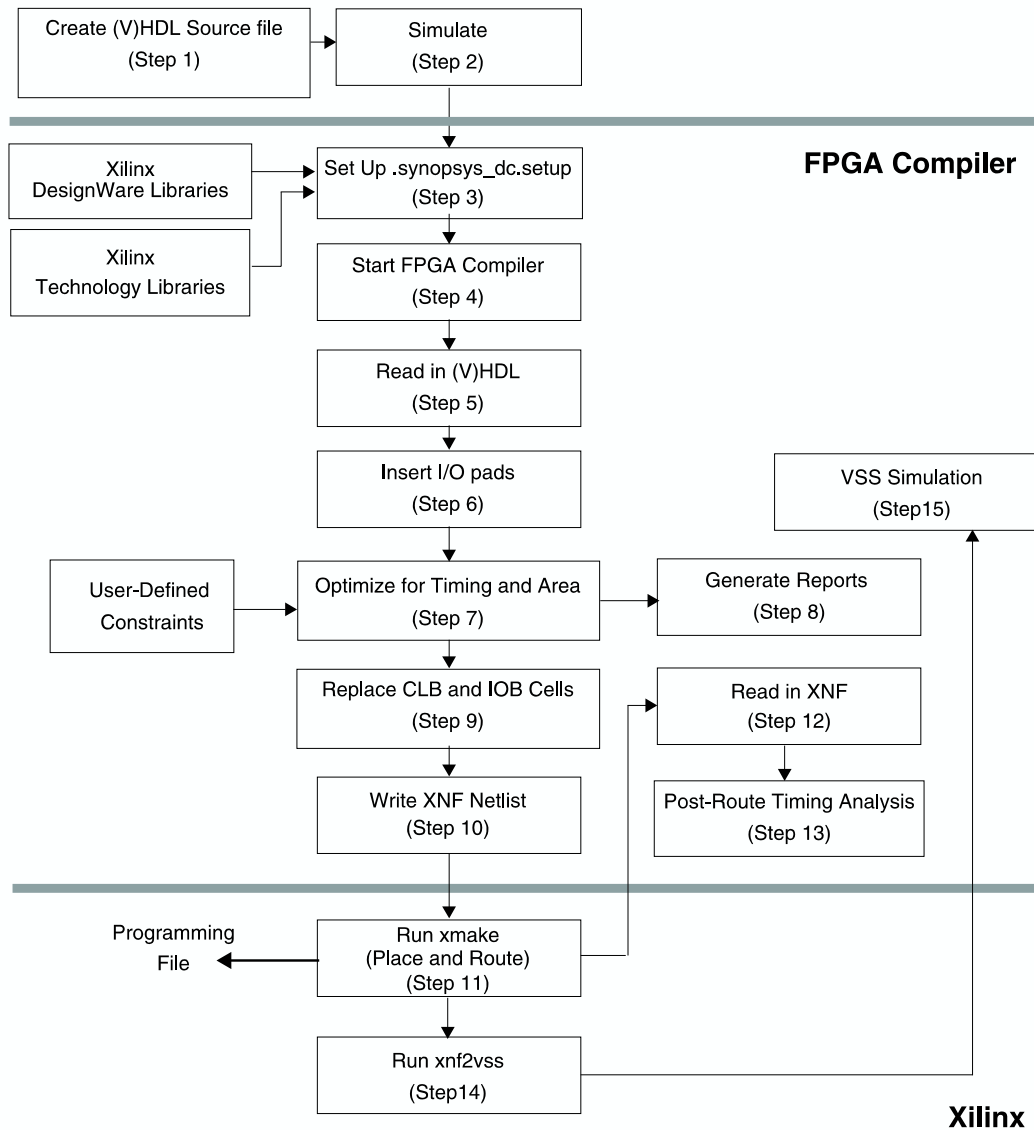 Create (V)HDL Source file
(Step 1)
Simulate
(Step 2)
FPGA Compiler
Xilinx
DesignWare Libraries
Set Up .synopsys_dc.setup
(Step 3)
Xilinx
Technology Libraries
Start FPGA Compiler
(Step 4)
Read in (V)HDL
(Step 5)
Insert I/O pads
(Step 6)
VSS Simulation
(Step15)
User-Defined
Constraints
Optimize for Timing and Area
(Step 7)
Generate Reports
(Step 8)
Replace CLB and IOB Cells
(Step 9)
Read in XNF
(Step 12)
Write XNF Netlist
(Step 10)
Post-Route Timing Analysis
(Step 13)
Programming
File
Run xmake
(Place and Route)
(Step 11)
Run xnf2vss
(Step14)
Xilinx